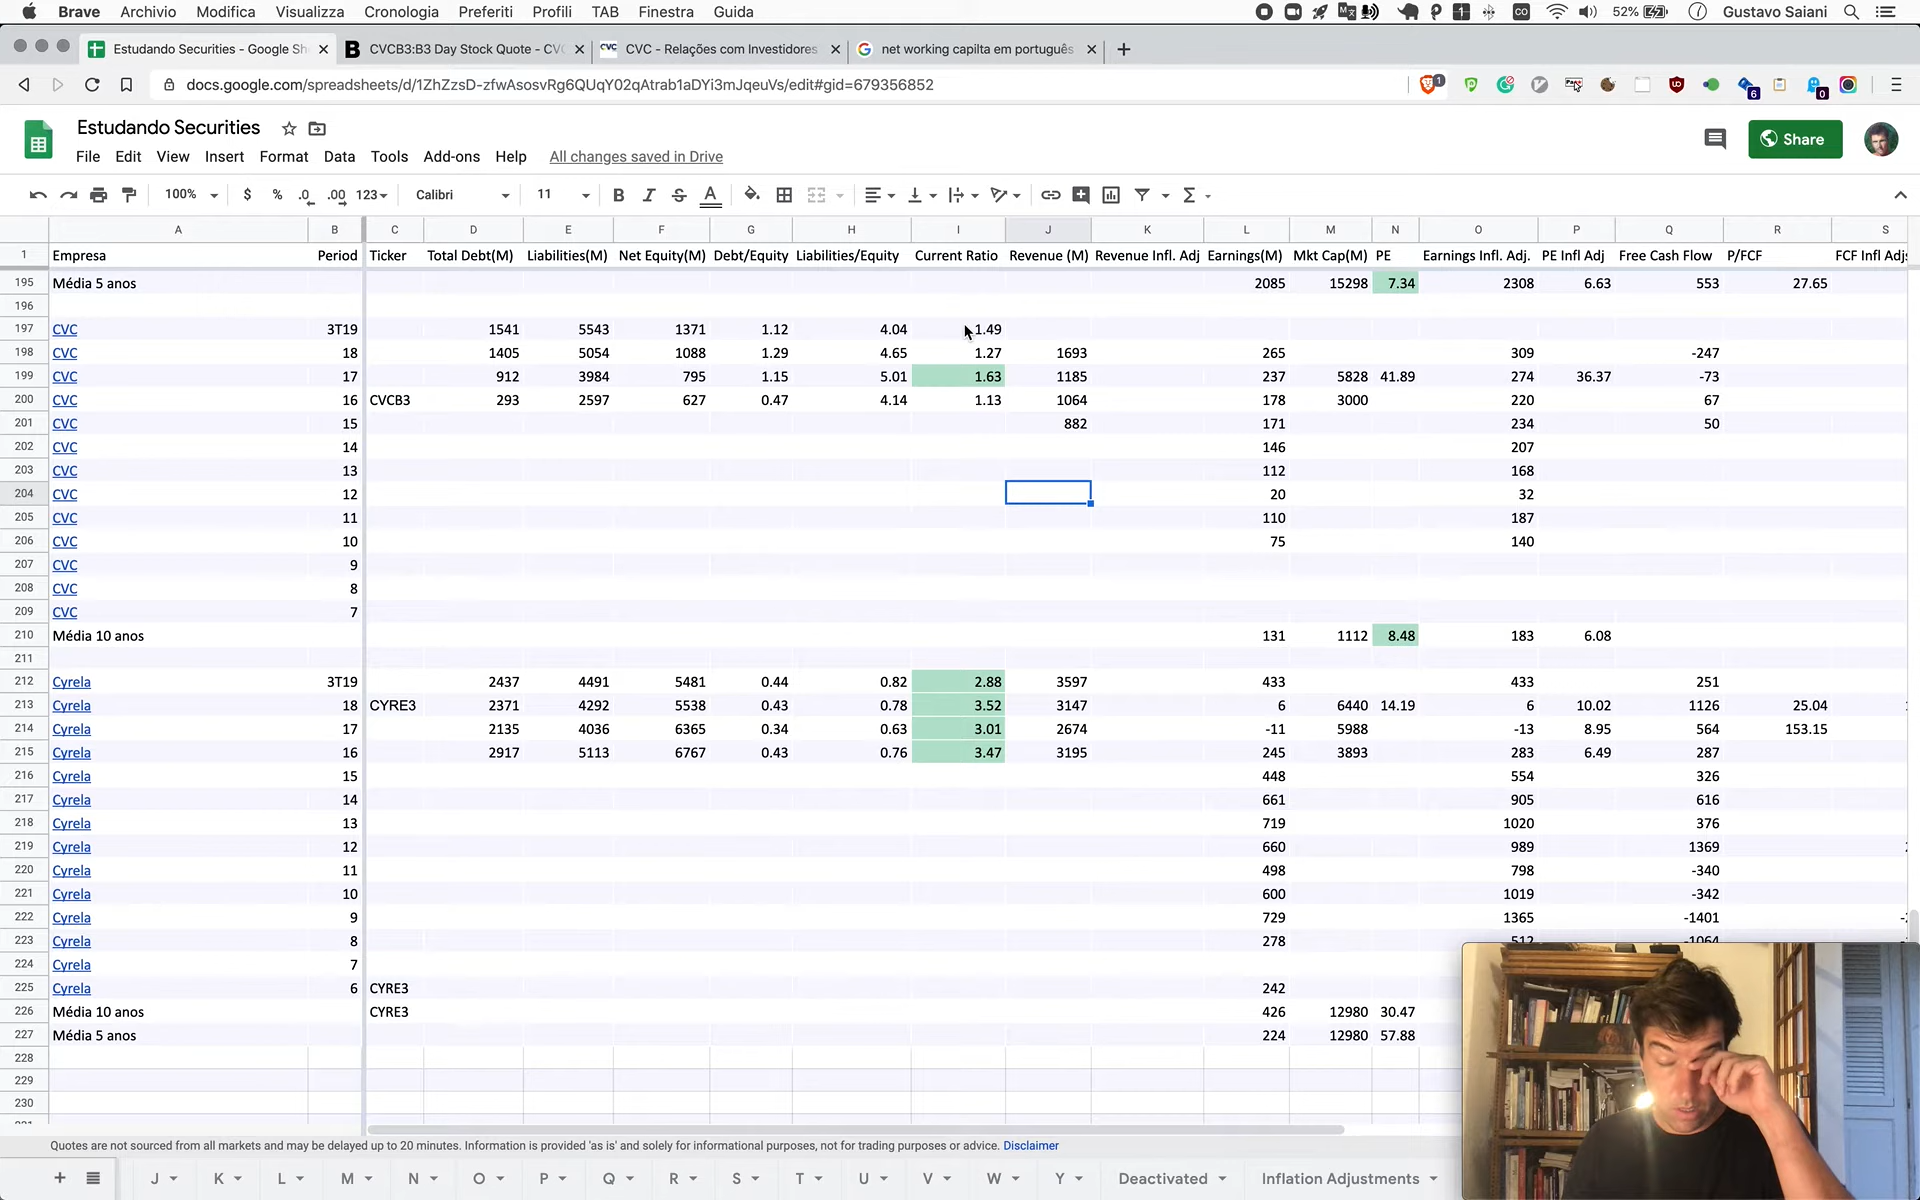 Brave Archivio Modifica Visualizza Cronologia Preferiti Profili TAB Finestra Guida 52% Gustavo Saiani
Estudando Securities - Google Sh CVCB3:B3 Day Stock Quote - CVC CVC - Relações com Investidores net working capilta em português
docs.google.com/spreadsheets/d/1ZhZzsD-zfwAsosvRg6QUqY02qAtrab1aDYi3mJqeuVs/edit#gid=679356852
Estudando Securities
File Edit View Insert Format Data Tools Add-ons Help All changes saved in Drive Share
100% $ % .0 .00 123 Calibri 11 B I S A
A B C D E F G H I J K L M N O P Q R S
1 Empresa Period Ticker Total Debt(M) Liabilities(M) Net Equity(M) Debt/Equity Liabilities/Equity Current Ratio Revenue (M) Revenue Infl. Adj Earnings(M) Mkt Cap(M) PE Earnings Infl. Adj. PE Infl Adj Free Cash Flow P/FCF FCF Infl Adj
195 Média 5 anos 2085 15298 7.34 2308 6.63 553 27.65
196
197 CVC 3T19 1541 5543 1371 1.12 4.04 1.49
198 CVC 18 1405 5054 1088 1.29 4.65 1.27 1693 265 309 -247
199 CVC 17 912 3984 795 1.15 5.01 1.63 1185 237 5828 41.89 274 36.37 -73
200 CVC 16 CVCB3 293 2597 627 0.47 4.14 1.13 1064 178 3000 220 67
201 CVC 15 882 171 234 50
202 CVC 14 146 207
203 CVC 13 112 168
204 CVC 12 20 32
205 CVC 11 110 187
206 CVC 10 75 140
207 CVC 9
208 CVC 8
209 CVC 7
210 Média 10 anos 131 1112 8.48 183 6.08
211
212 Cyrela 3T19 2437 4491 5481 0.44 0.82 2.88 3597 433 433 251
213 Cyrela 18 CYRE3 2371 4292 5538 0.43 0.78 3.52 3147 6 6440 14.19 6 10.02 1126 25.04
214 Cyrela 17 2135 4036 6365 0.34 0.63 3.01 2674 -11 5988 -13 8.95 564 153.15
215 Cyrela 16 2917 5113 6767 0.43 0.76 3.47 3195 245 3893 283 6.49 287
216 Cyrela 15 448 554 326
217 Cyrela 14 661 905 616
218 Cyrela 13 719 1020 376
219 Cyrela 12 660 989 1369
220 Cyrela 11 498 798 -340
221 Cyrela 10 600 1019 -342
222 Cyrela 9 729 1365 -1401
223 Cyrela 8 278 512 -1064
224 Cyrela 7
225 Cyrela 6 CYRE3 242
226 Média 10 anos CYRE3 426 12980 30.47
227 Média 5 anos 224 12980 57.88
228
229
230
Quotes are not sourced from all markets and may be delayed up to 20 minutes. Information is provided 'as is' and solely for informational purposes, not for trading purposes or advice. Disclaimer
J K L M N O P Q R S T U V W Y Deactivated Inflation Adjustments